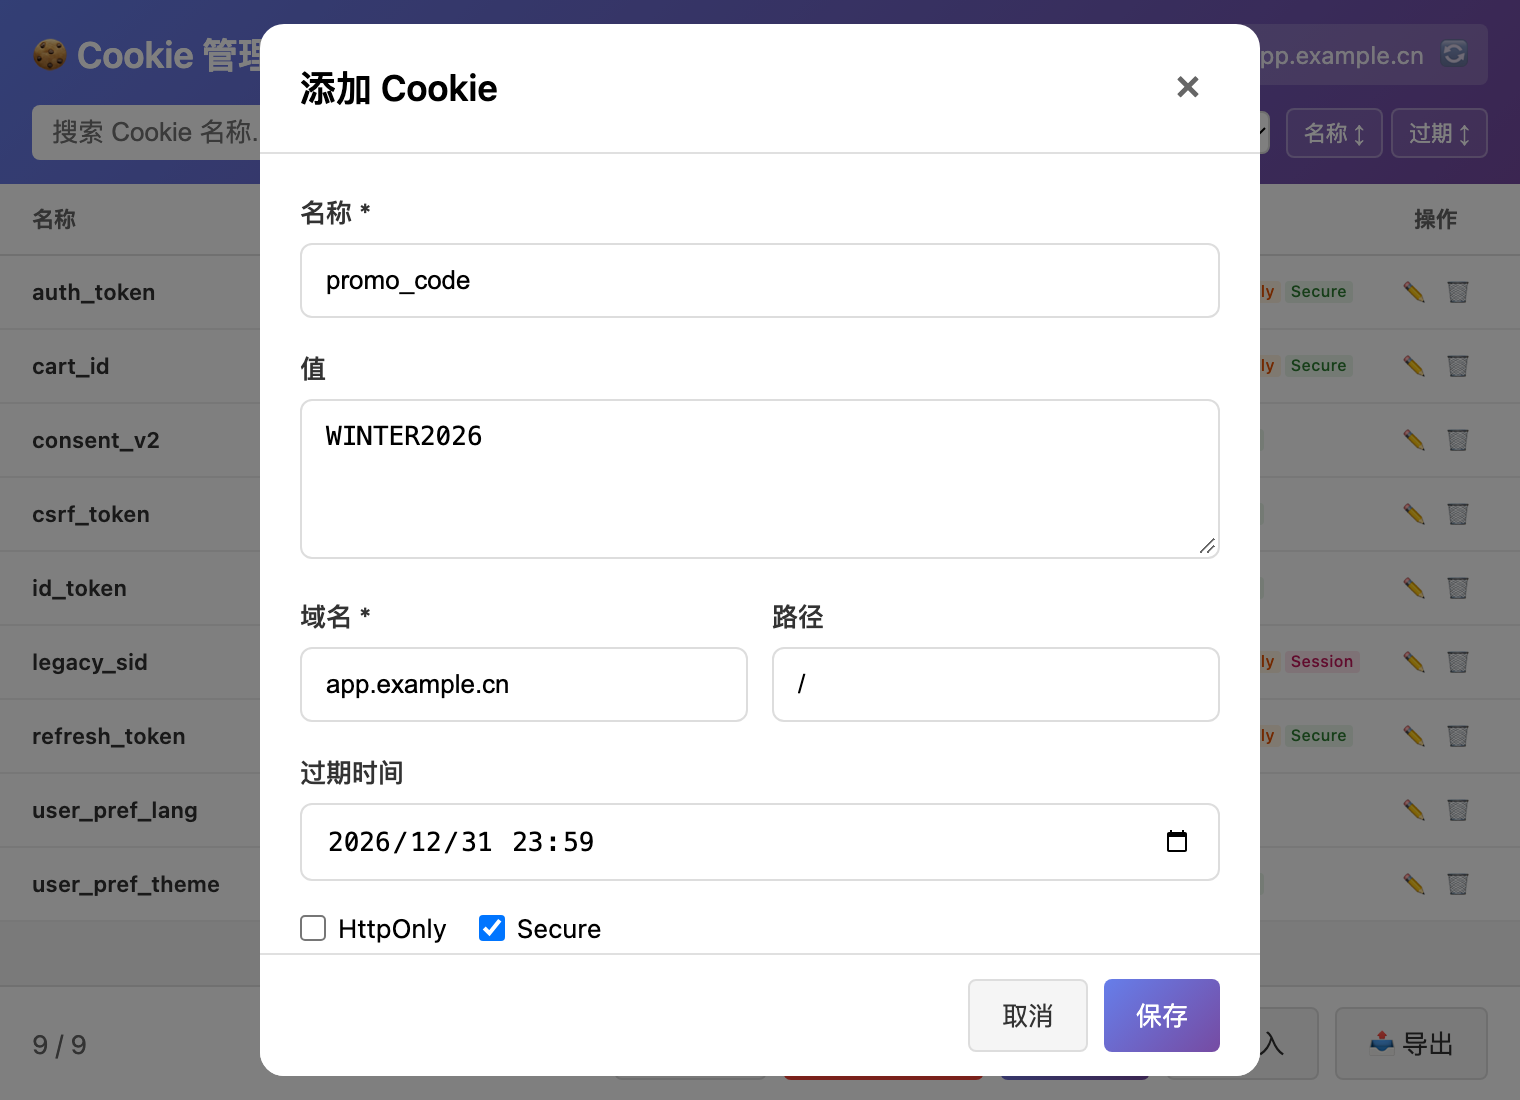 Cookie 管理
app.example.cn
搜索 Cookie 名称...
名称 ↕
过期 ↕
名称
操作
auth_token
Secure
cart_id
Secure
consent_v2
csrf_token
id_token
legacy_sid
Session
refresh_token
Secure
user_pref_lang
user_pref_theme
9 / 9
导出
添加 Cookie
×
名称 *
promo_code
值
WINTER2026
域名 *
路径
app.example.cn
/
过期时间
2026/12/31 23:59
HttpOnly
Secure
取消
保存